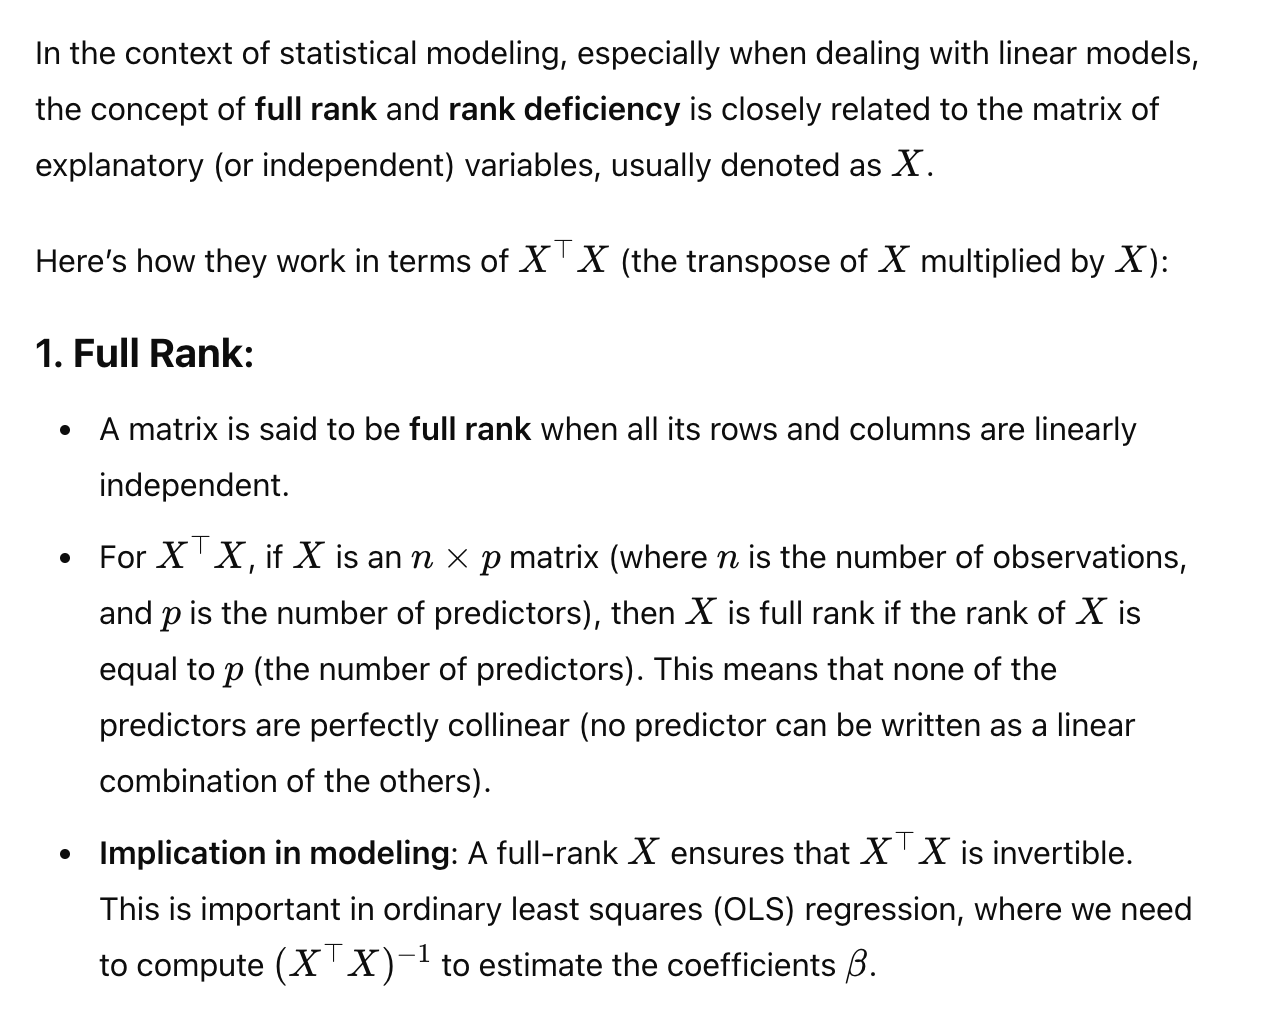 In the context of statistical modeling, especially when dealing with linear models,
the concept of full rank and rank deficiency is closely related to the matrix of
explanatory (or independent) variables, usually denoted as X.
Here’s how they work in terms of X⊤X (the transpose of X multiplied by X):
1. Full Rank:
• A matrix is said to be full rank when all its rows and columns are linearly
independent.
• For X⊤X, if X is an n × p matrix (where n is the number of observations,
and p is the number of predictors), then X is full rank if the rank of X is
equal to p (the number of predictors). This means that none of the
predictors are perfectly collinear (no predictor can be written as a linear
combination of the others).
• Implication in modeling: A full-rank X ensures that X⊤X is invertible.
This is important in ordinary least squares (OLS) regression, where we need
to compute (X⊤X)⁻¹ to estimate the coefficients β.